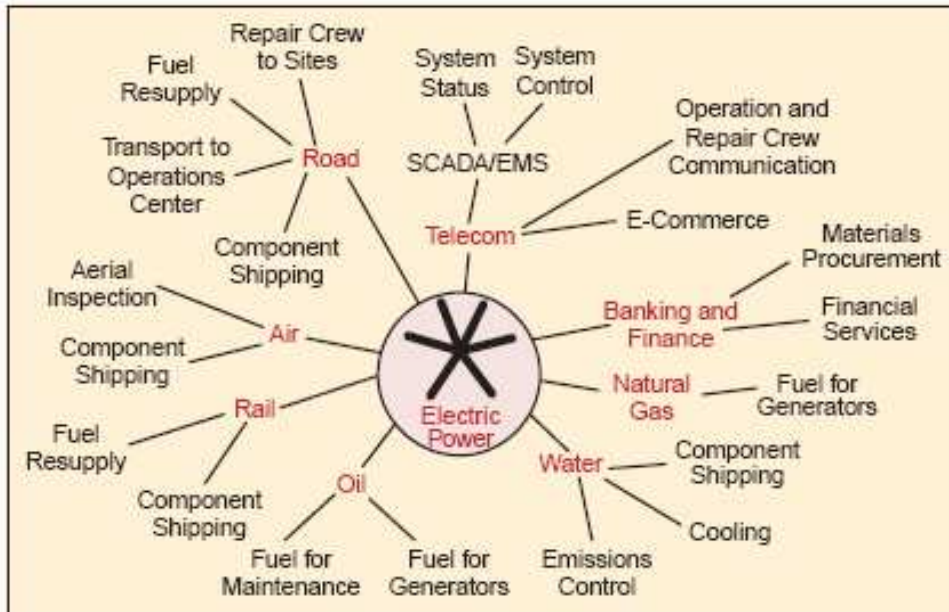 Repair Crew
to Sites
Fuel
Resupply
Transport to
Operations
Center
Road
Component
Shipping
System
Status
System
Control
SCADA/EMS
Operation and
Repair Crew
Communication
Telecom
E-Commerce
Materials
Procurement
Banking and
Finance
Financial
Services
Aerial
Inspection
Air
Component
Shipping
Natural
Gas
Fuel for
Generators
Electric
Power
Rail
Fuel
Resupply
Component
Shipping
Oil
Fuel for
Maintenance
Fuel for
Generators
Water
Component
Shipping
Cooling
Emissions
Control